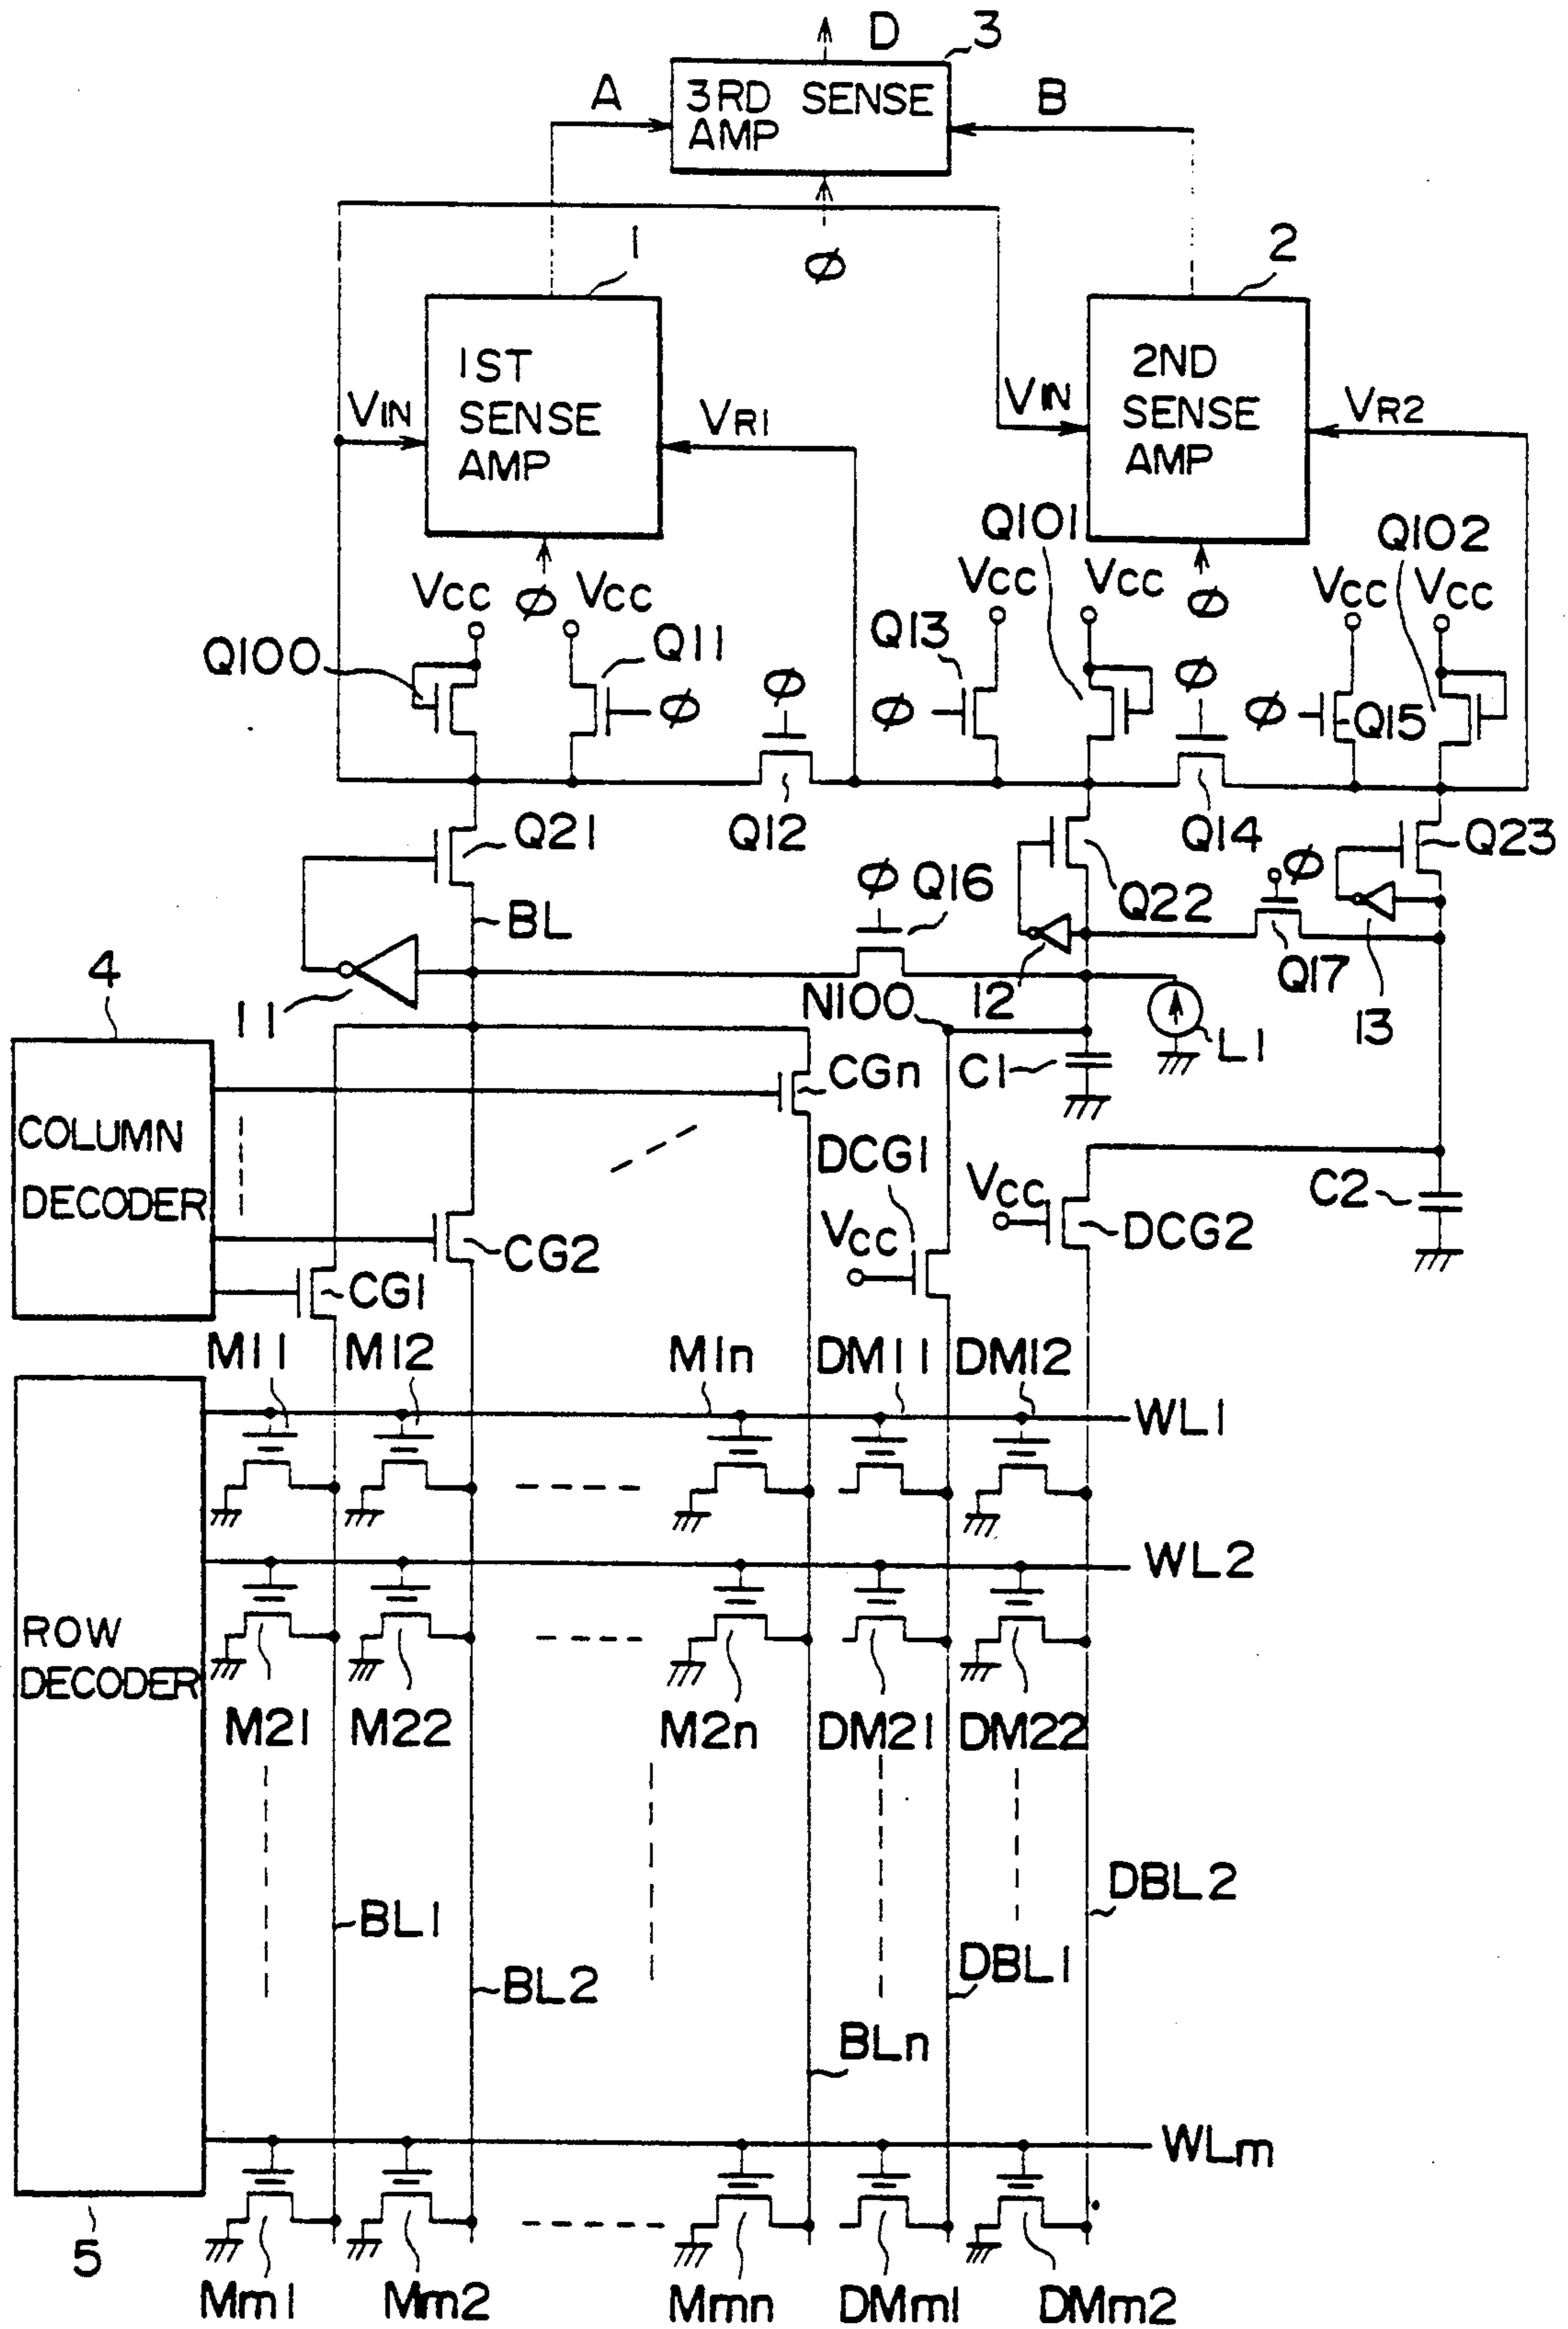 D
3
A
3RD SENSE
AMP
B
Ø
1
2
1ST
SENSE
AMP
2ND
SENSE
AMP
VIN
VR1
VIN
VR2
Q101
Q102
Vcc
Ø
Vcc
Vcc
Vcc
Ø
Vcc
Vcc
Q100
Q11
Q13
Ø
Ø
Ø
Ø
Ø
Q15
Q21
Q12
Q14
Q23
BL
Ø
Q16
Q22
Ø
4
11
N100
12
Q17
13
L1
C1
CGn
COLUMN
DECODER
DCG1
Vcc
C2
CG2
Vcc
DCG2
CG1
M11
M12
M1n
DM11
DM12
WL1
WL2
ROW
DECODER
M21
M22
M2n
DM21
DM22
DBL2
BL1
BL2
DBL1
BLn
WLm
5
Mm1
Mm2
Mmn
DMm1
DMm2